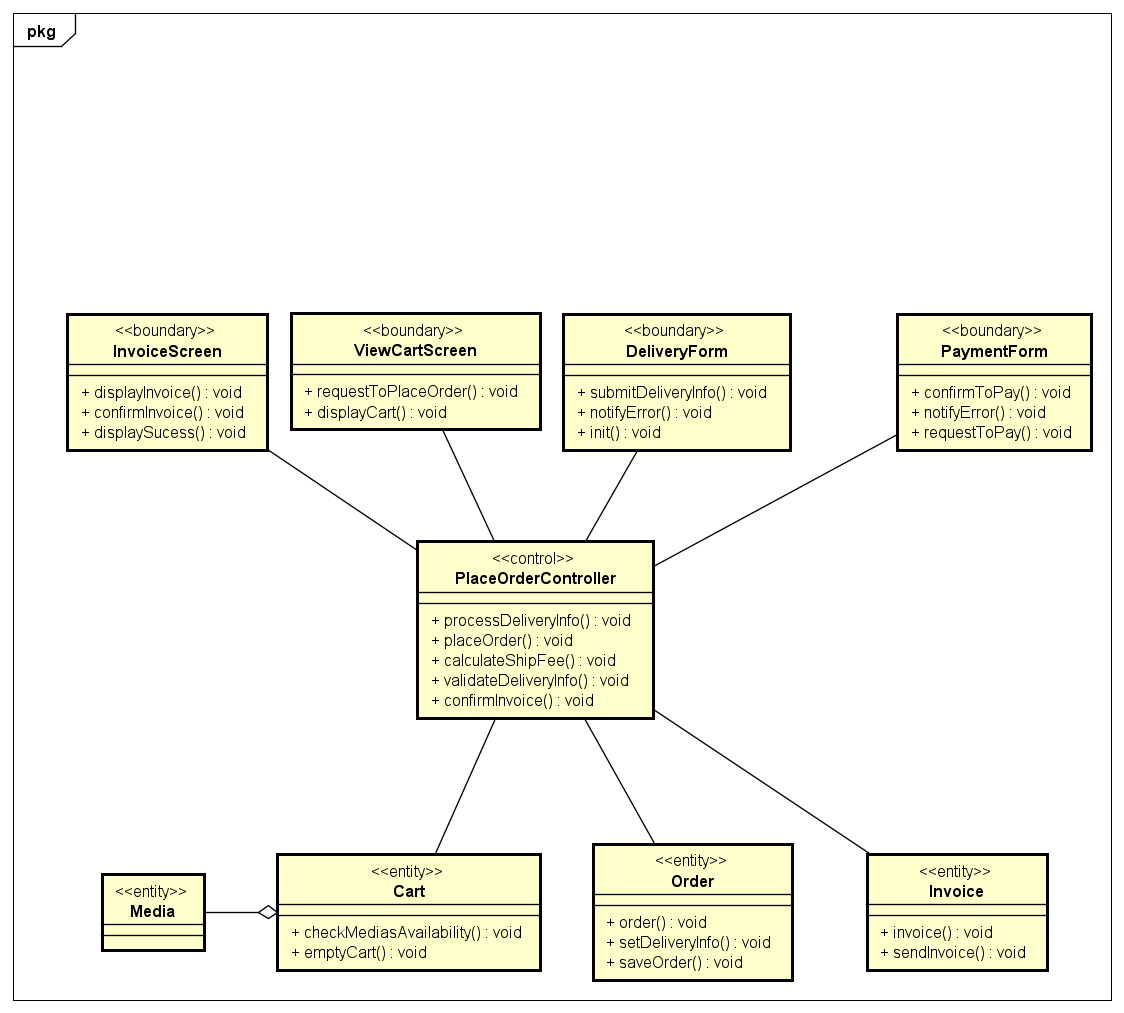 pkg
<<boundary>>
InvoiceScreen
+ displayInvoice() : void
+ confirmInvoice() : void
+ displaySucess() : void
<<boundary>>
ViewCartScreen
+ requestToPlaceOrder() : void
+ displayCart() : void
<<boundary>>
DeliveryForm
+ submitDeliveryInfo() : void
+ notifyError() : void
+ init() : void
<<boundary>>
PaymentForm
+ confirmToPay() : void
+ notifyError() : void
+ requestToPay() : void
<<control>>
PlaceOrderController
+ processDeliveryInfo() : void
+ placeOrder() : void
+ calculateShipFee() : void
+ validateDeliveryInfo() : void
+ confirmInvoice() : void
<<entity>>
Media
<<entity>>
Cart
+ checkMediasAvailability() : void
+ emptyCart() : void
<<entity>>
Order
+ order() : void
+ setDeliveryInfo() : void
+ saveOrder() : void
<<entity>>
Invoice
+ invoice() : void
+ sendInvoice() : void